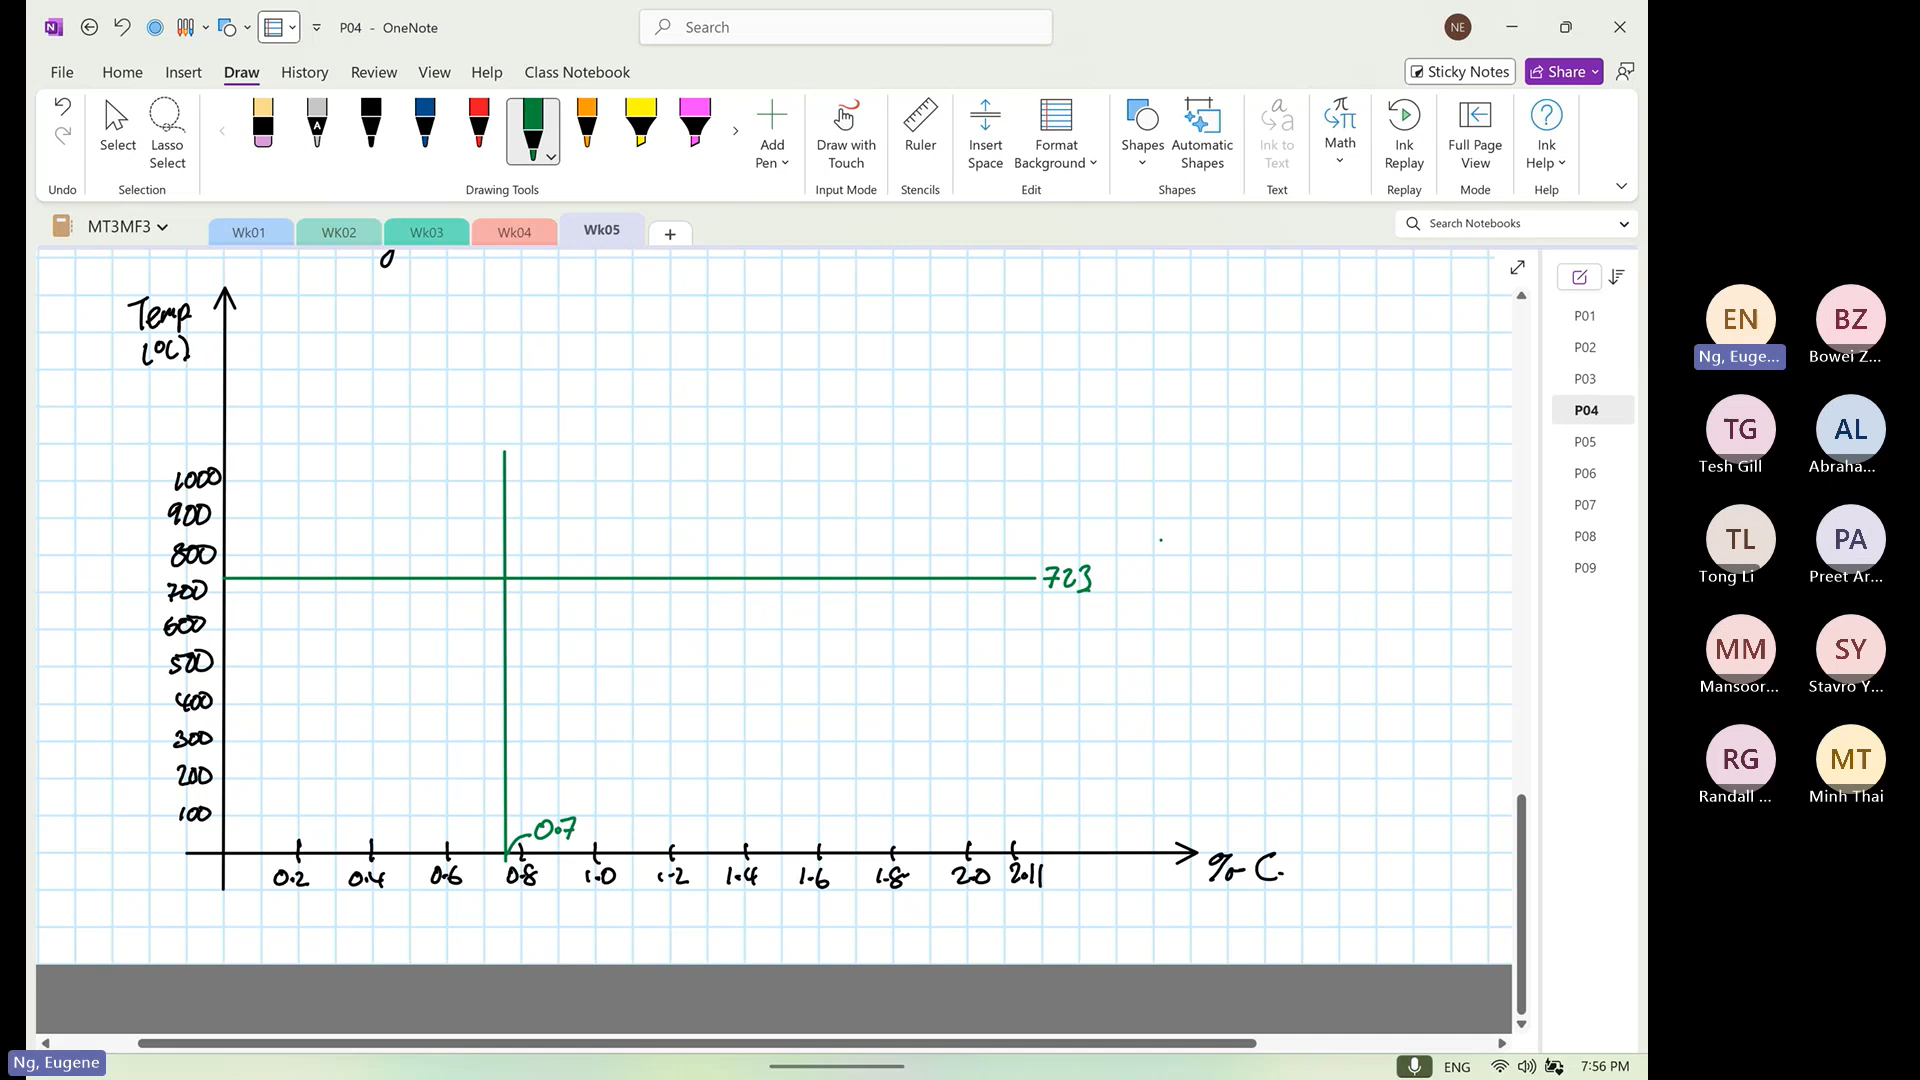 P04 - OneNote
Search
NE
File Home Insert Draw History Review View Help Class Notebook
Sticky Notes
Share
Select
Lasso Select
A
Add Pen
Draw with Touch
Ruler
Insert Space
Format Background
Shapes
Automatic Shapes
Ink to Text
Math
Ink Replay
Full Page View
Ink Help
Undo
Selection
Drawing Tools
Input Mode
Stencils
Edit
Shapes
Text
Replay
Mode
Help
MT3MF3
Wk01
WK02
Wk03
Wk04
Wk05
+
Search Notebooks
Temp
(°C)
1000
900
800
700
600
500
400
300
200
100
723
0.7
0.2 0.4 0.6 0.8 1.0 1.2 1.4 1.6 1.8 2.0 2.11
% C.
P01
P02
P03
P04
P05
P06
P07
P08
P09
EN
Ng, Euge...
BZ
Bowei Z...
TG
Tesh Gill
AL
Abraha...
TL
Tong Li
PA
Preet Ar...
MM
Mansoor...
SY
Stavro Y...
RG
Randall ...
MT
Minh Thai
Ng, Eugene
ENG
7:56 PM